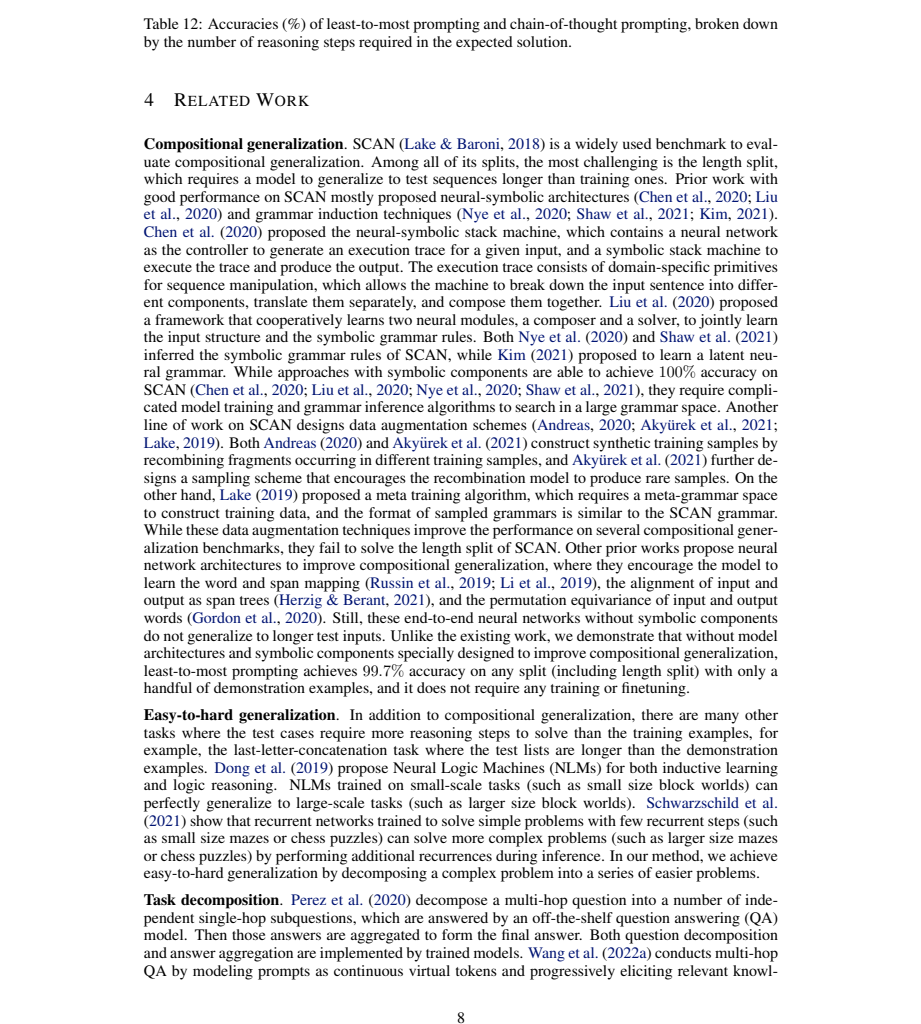 Table 12: Accuracies (%) of least-to-most prompting and chain-of-thought prompting, broken down
by the number of reasoning steps required in the expected solution.
4 RELATED WORK
Compositional generalization. SCAN (Lake & Baroni, 2018) is a widely used benchmark to eval-
uate compositional generalization. Among all of its splits, the most challenging is the length split,
which requires a model to generalize to test sequences longer than training ones. Prior work with
good performance on SCAN mostly proposed neural-symbolic architectures (Chen et al., 2020; Liu
et al., 2020) and grammar induction techniques (Nye et al., 2020; Shaw et al., 2021; Kim, 2021).
Chen et al. (2020) proposed the neural-symbolic stack machine, which contains a neural network
as the controller to generate an execution trace for a given input, and a symbolic stack machine to
execute the trace and produce the output. The execution trace consists of domain-specific primitives
for sequence manipulation, which allows the machine to break down the input sentence into differ-
ent components, translate them separately, and compose them together. Liu et al. (2020) proposed
a framework that cooperatively learns two neural modules, a composer and a solver, to jointly learn
the input structure and the symbolic grammar rules. Both Nye et al. (2020) and Shaw et al. (2021)
inferred the symbolic grammar rules of SCAN, while Kim (2021) proposed to learn a latent neu-
ral grammar. While approaches with symbolic components are able to achieve 100% accuracy on
SCAN (Chen et al., 2020; Liu et al., 2020; Nye et al., 2020; Shaw et al., 2021), they require compli-
cated model training and grammar inference algorithms to search in a large grammar space. Another
line of work on SCAN designs data augmentation schemes (Andreas, 2020; Akyürek et al., 2021;
Lake, 2019). Both Andreas (2020) and Akyürek et al. (2021) construct synthetic training samples by
recombining fragments occurring in different training samples, and Akyürek et al. (2021) further de-
signs a sampling scheme that encourages the recombination model to produce rare samples. On the
other hand, Lake (2019) proposed a meta training algorithm, which requires a meta-grammar space
to construct training data, and the format of sampled grammars is similar to the SCAN grammar.
While these data augmentation techniques improve the performance on several compositional gener-
alization benchmarks, they fail to solve the length split of SCAN. Other prior works propose neural
network architectures to improve compositional generalization, where they encourage the model to
learn the word and span mapping (Russin et al., 2019; Li et al., 2019), the alignment of input and
output as span trees (Herzig & Berant, 2021), and the permutation equivariance of input and output
words (Gordon et al., 2020). Still, these end-to-end neural networks without symbolic components
do not generalize to longer test inputs. Unlike the existing work, we demonstrate that without model
architectures and symbolic components specially designed to improve compositional generalization,
least-to-most prompting achieves 99.7% accuracy on any split (including length split) with only a
handful of demonstration examples, and it does not require any training or finetuning.
Easy-to-hard generalization. In addition to compositional generalization, there are many other
tasks where the test cases require more reasoning steps to solve than the training examples, for
example, the last-letter-concatenation task where the test lists are longer than the demonstration
examples. Dong et al. (2019) propose Neural Logic Machines (NLMs) for both inductive learning
and logic reasoning. NLMs trained on small-scale tasks (such as small size block worlds) can
perfectly generalize to large-scale tasks (such as larger size block worlds). Schwarzschild et al.
(2021) show that recurrent networks trained to solve simple problems with few recurrent steps (such
as small size mazes or chess puzzles) can solve more complex problems (such as larger size mazes
or chess puzzles) by performing additional recurrences during inference. In our method, we achieve
easy-to-hard generalization by decomposing a complex problem into a series of easier problems.
Task decomposition. Perez et al. (2020) decompose a multi-hop question into a number of inde-
pendent single-hop subquestions, which are answered by an off-the-shelf question answering (QA)
model. Then those answers are aggregated to form the final answer. Both question decomposition
and answer aggregation are implemented by trained models. Wang et al. (2022a) conducts multi-hop
QA by modeling prompts as continuous virtual tokens and progressively eliciting relevant knowl-
8